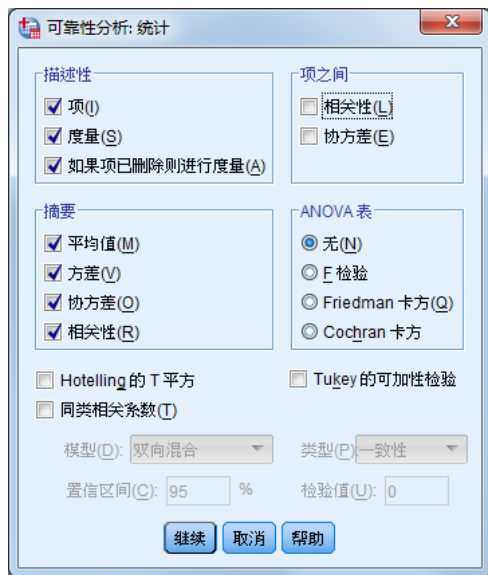 可靠性分析: 统计
描述性
项(I)
度量(S)
如果项已删除则进行度量(A)
项之间
相关性(L)
协方差(E)
摘要
平均值(M)
方差(V)
协方差(O)
相关性(R)
ANOVA 表
无(N)
F 检验
Friedman 卡方(Q)
Cochran 卡方
Hotelling 的 T 平方
Tukey 的可加性检验
同类相关系数(T)
模型(D): 双向混合
类型(P) 一致性
置信区间(C): 95 %
检验值(U): 0
继续 取消 帮助